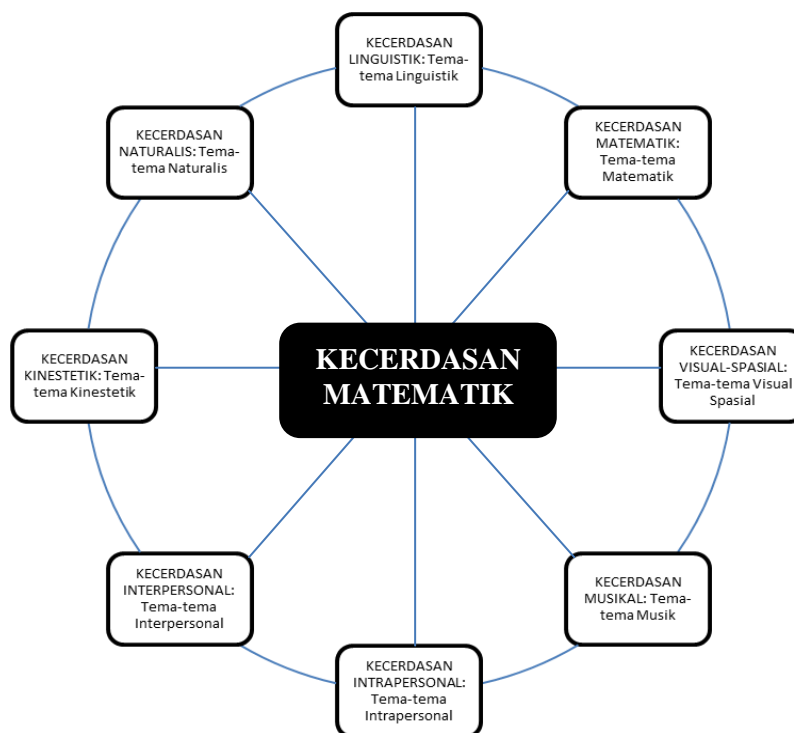 KECERDASAN
LINGUISTIK: Tema-
tema Linguistik
KECERDASAN
NATURALIS: Tema-
tema Naturalis
KECERDASAN
MATEMATIK:
Tema-tema
Matematik
KECERDASAN
KINESTETIK: Tema-
tema Kinestetik
KECERDASAN
MATEMATIK
KECERDASAN
VISUAL-SPASIAL:
Tema-tema Visual
Spasial
KECERDASAN
INTERPERSONAL:
Tema-tema
Interpersonal
KECERDASAN
MUSIKAL: Tema-
tema Musik
KECERDASAN
INTRAPERSONAL:
Tema-tema
Intrapersonal